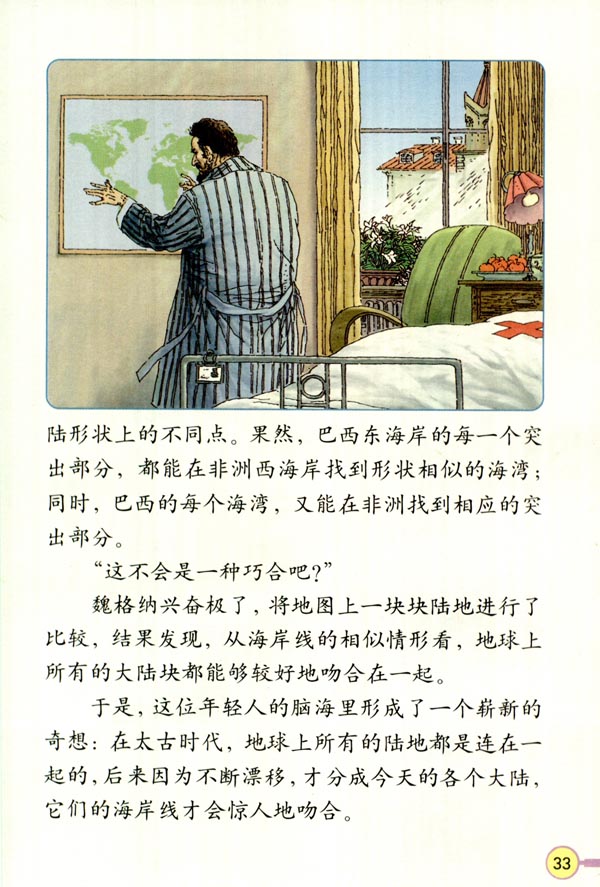 陆形状上的不同点。果然，巴西东海岸的每一个突
出部分，都能在非洲西海岸找到形状相似的海湾；
同时，巴西的每个海湾，又能在非洲找到相应的突
出部分。
“这不会是一种巧合吧？”
魏格纳兴奋极了，将地图上一块块陆地进行了
比较，结果发现，从海岸线的相似情形看，地球上
所有的大陆块都能够较好地吻合在一起。
于是，这位年轻人的脑海里形成了一个崭新的
奇想：在太古时代，地球上所有的陆地都是连在一
起的，后来因为不断漂移，才分成今天的各个大陆，
它们的海岸线才会惊人地吻合。
33